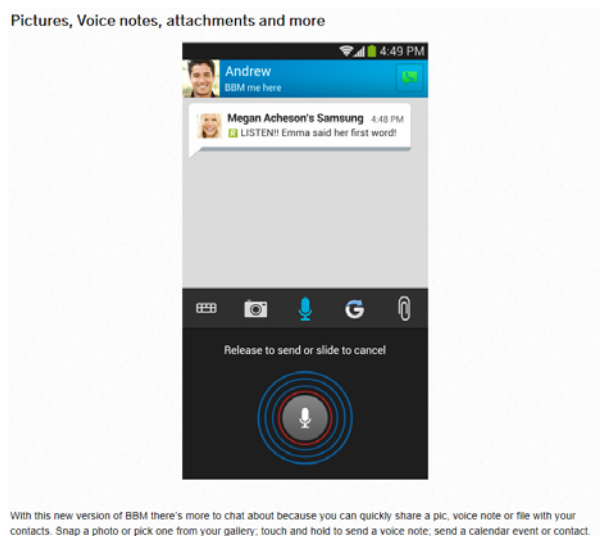 Pictures, Voice notes, attachments and more
4:49 PM
Andrew
BBM me here
Megan Acheson's Samsung 4:48 PM
R LISTEN!! Emma said her first word!
Release to send or slide to cancel
With this new version of BBM there's more to chat about because you can quickly share a pic, voice note or file with your
contacts. Snap a photo or pick one from your gallery; touch and hold to send a voice note; send a calendar event or contact.